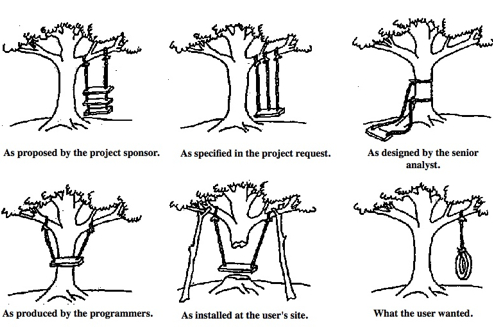 As proposed by the project sponsor.
As specified in the project request.
As designed by the senior
analyst.
As produced by the programmers.
As installed at the user's site.
What the user wanted.